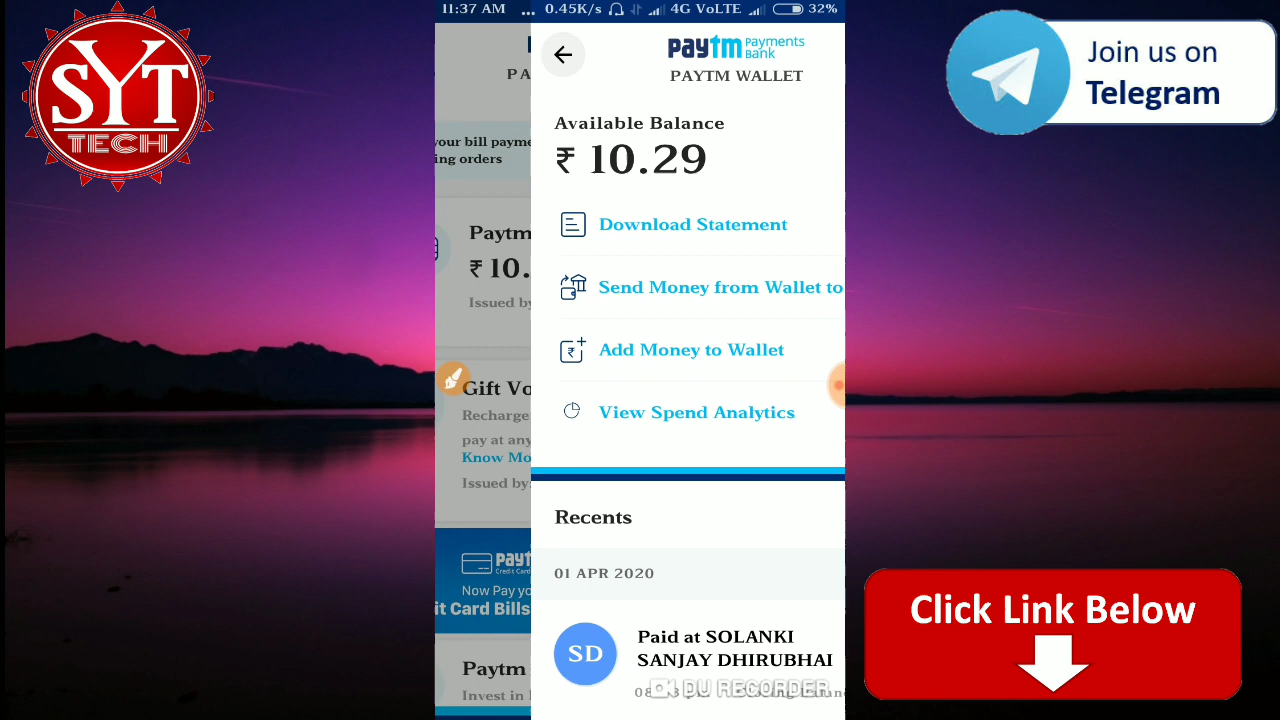 SYT
TECH
11:37 AM ... 0.45K/s 4G VoLTE 32%
PA
your bill payme
ing orders
Paytm
₹ 10.
Issued by
Gift Vo
Recharge
pay at any
Know Mo
Issued by:
payt
Credit Card
Now Pay yo
it Card Bills
Paytm
Invest in
paytm Payments
Bank
PAYTM WALLET
Available Balance
₹ 10.29
Download Statement
Send Money from Wallet to
Add Money to Wallet
View Spend Analytics
Recents
01 APR 2020
SD
Paid at SOLANKI
SANJAY DHIRUBHAI
DU RECORDER
Join us on
Telegram
Click Link Below